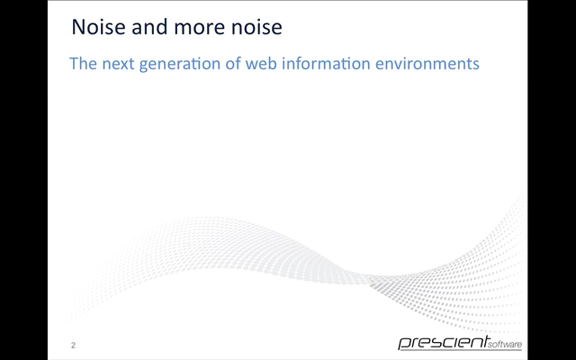 Noise and more noise
The next generation of web information environments
2
prescient software